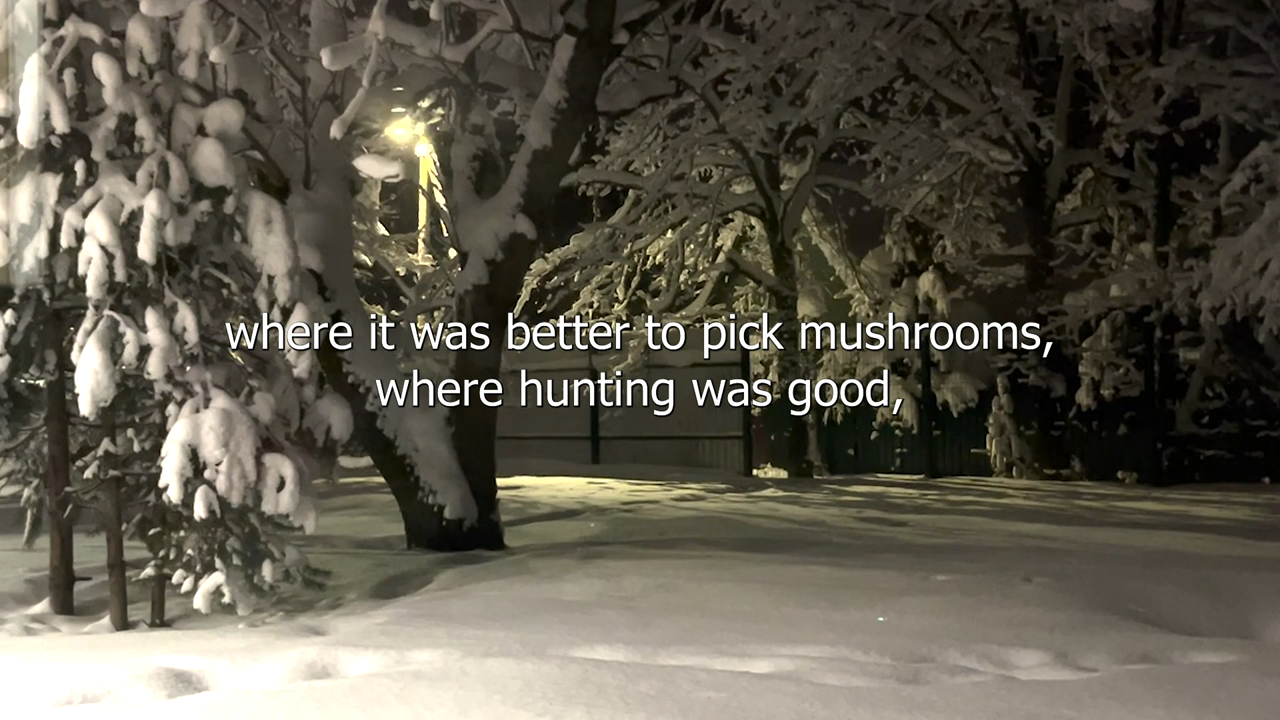 where it was better to pick mushrooms,
where hunting was good,